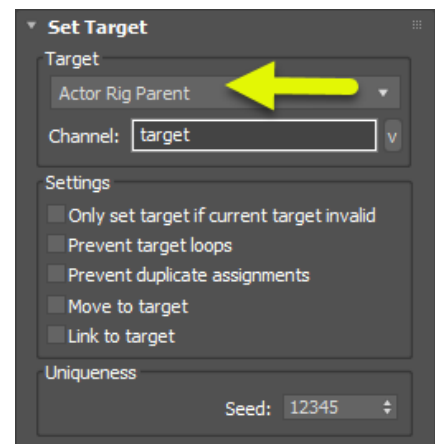 Set Target
Target
Actor Rig Parent
Channel: target v
Settings
Only set target if current target invalid
Prevent target loops
Prevent duplicate assignments
Move to target
Link to target
Uniqueness
Seed: 12345